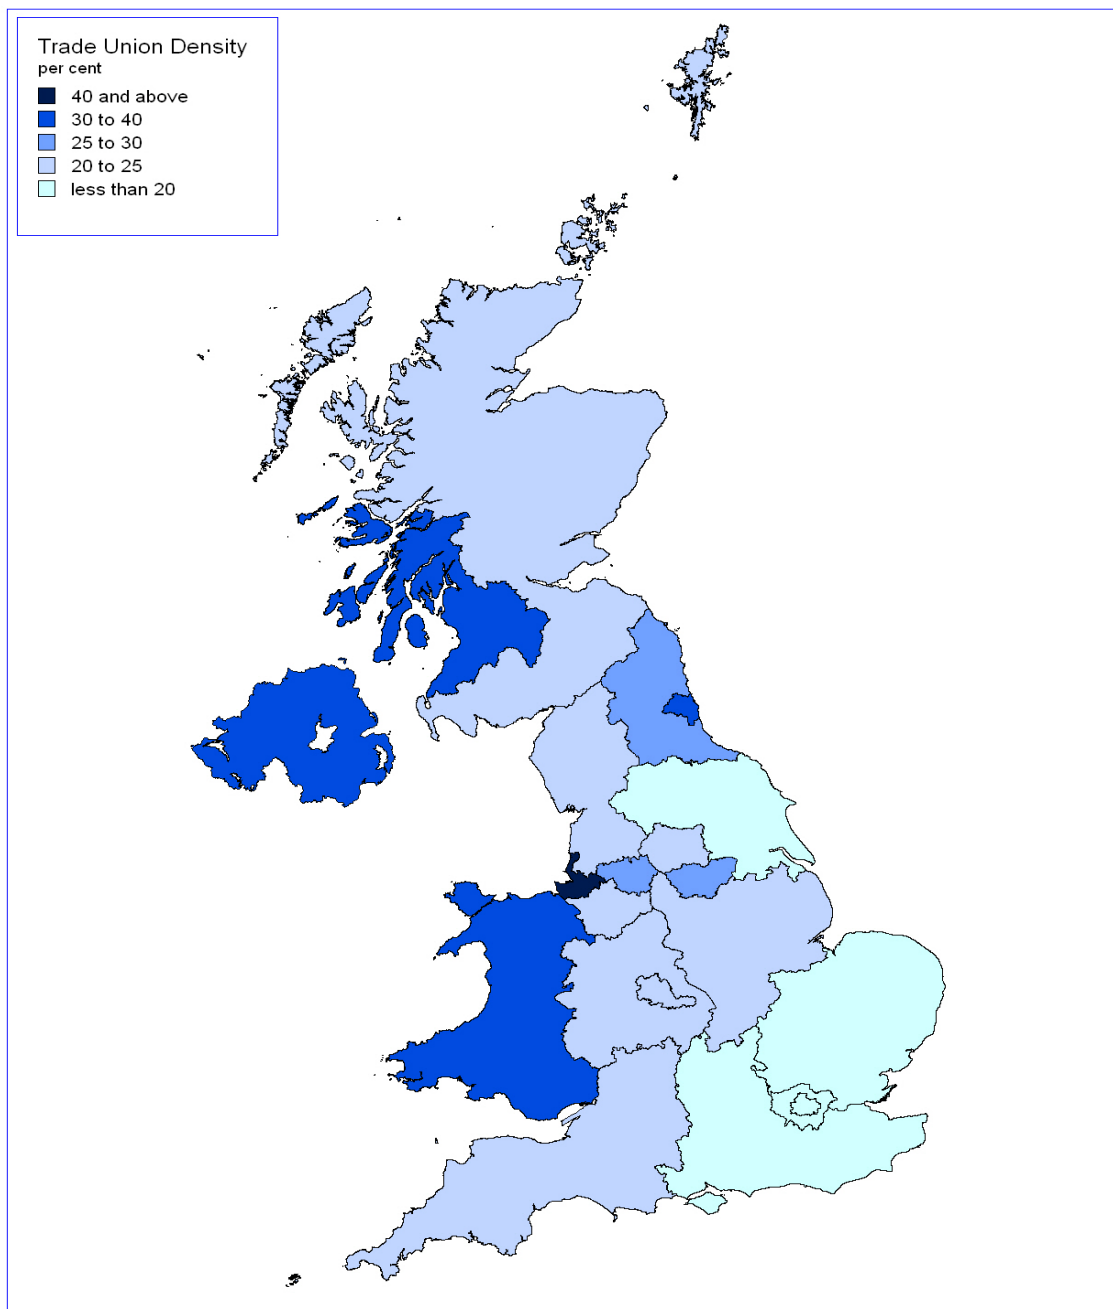 Trade Union Density
per cent
40 and above
30 to 40
25 to 30
20 to 25
less than 20